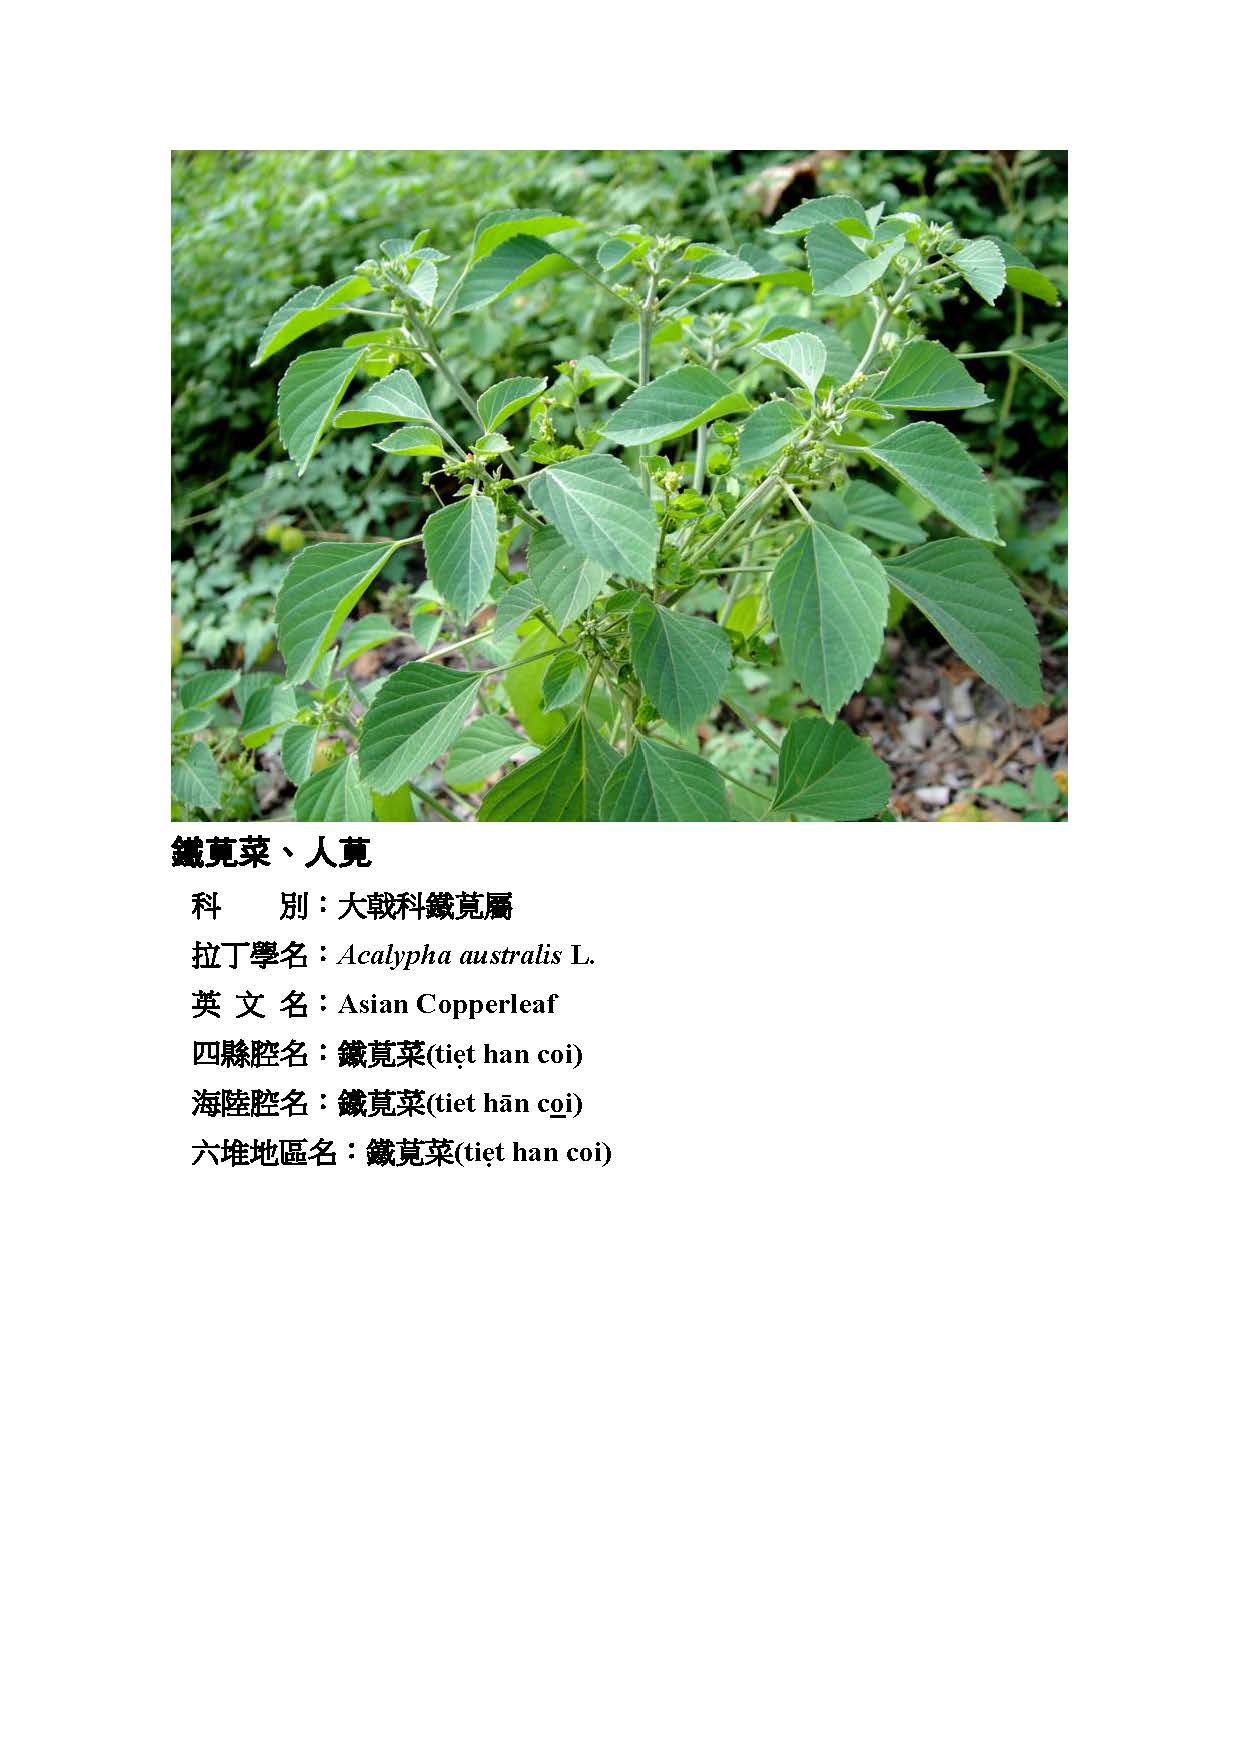 鐵莧菜、人莧
科　　別：大戟科鐵莧屬
拉丁學名：Acalypha australis L.
英 文 名：Asian Copperleaf
四縣腔名：鐵莧菜(tiẹt han coi)
海陸腔名：鐵莧菜(tiet hān co̲i)
六堆地區名：鐵莧菜(tiẹt han coi)